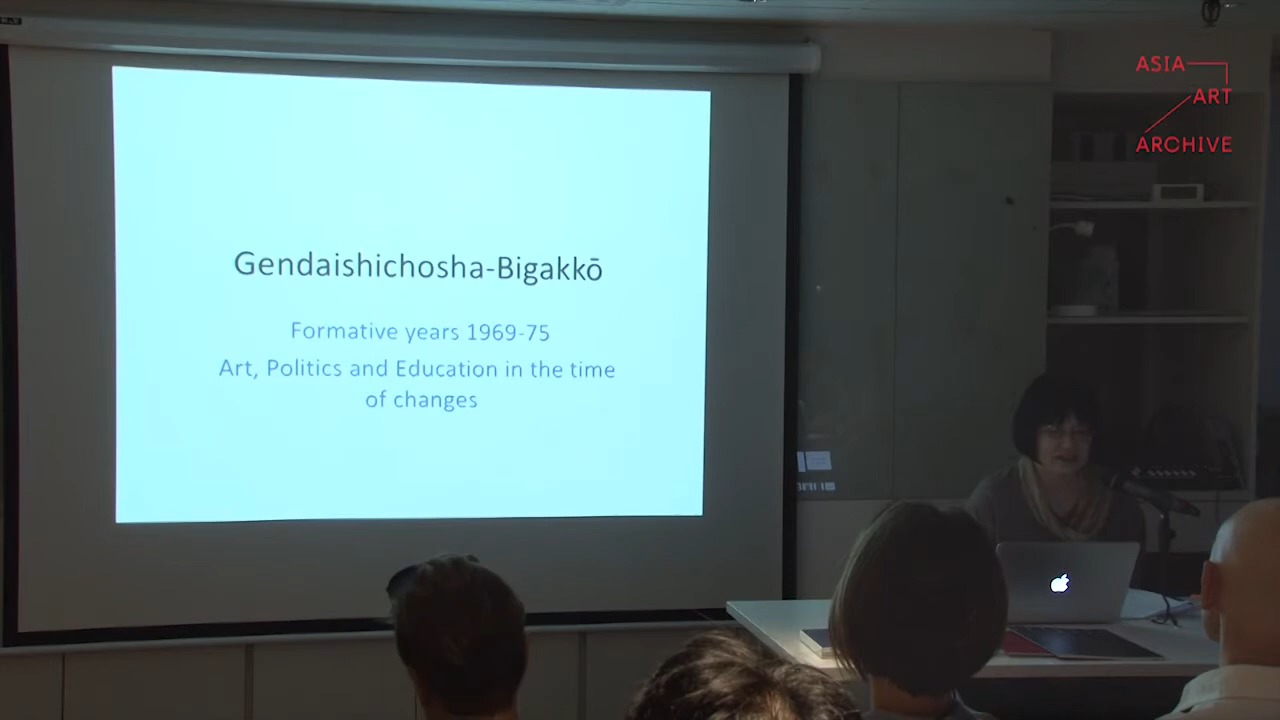 Gendaishichosha-Bigakkō
Formative years 1969-75
Art, Politics and Education in the time
of changes
ASIA
ART
ARCHIVE